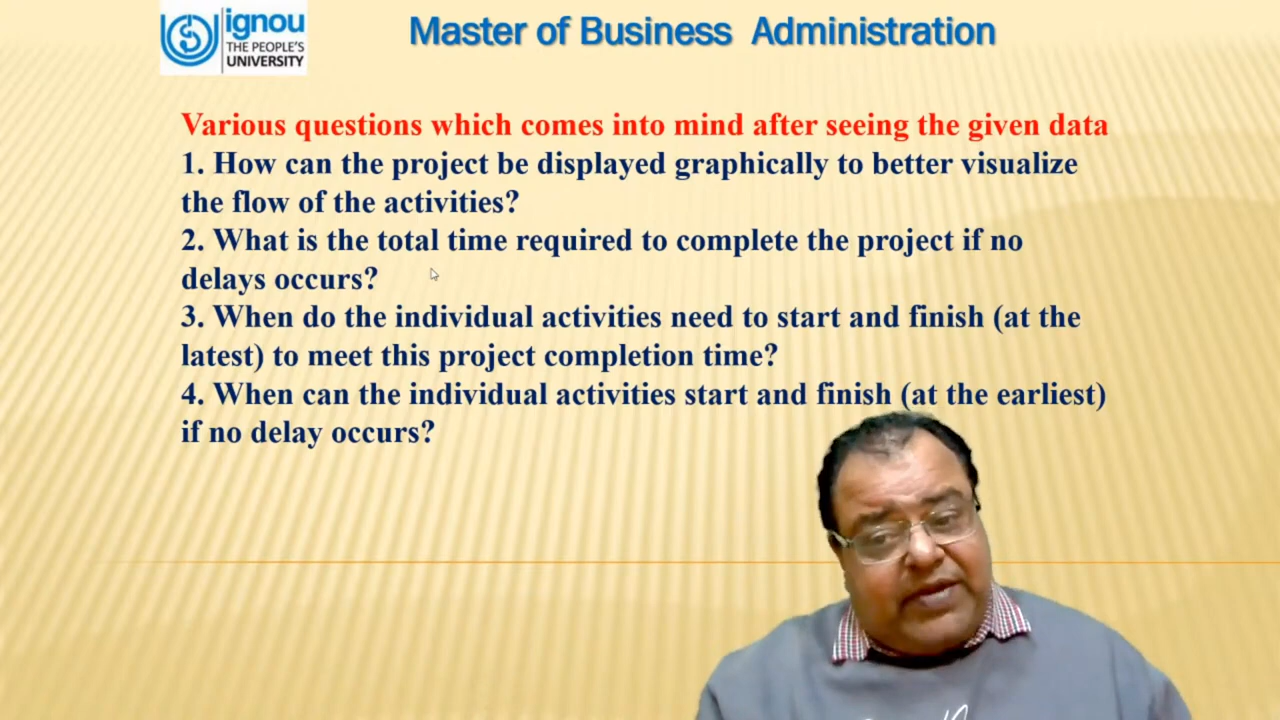 ignou
THE PEOPLE'S
UNIVERSITY
Master of Business Administration
Various questions which comes into mind after seeing the given data
1. How can the project be displayed graphically to better visualize
the flow of the activities?
2. What is the total time required to complete the project if no
delays occurs?
3. When do the individual activities need to start and finish (at the
latest) to meet this project completion time?
4. When can the individual activities start and finish (at the earliest)
if no delay occurs?